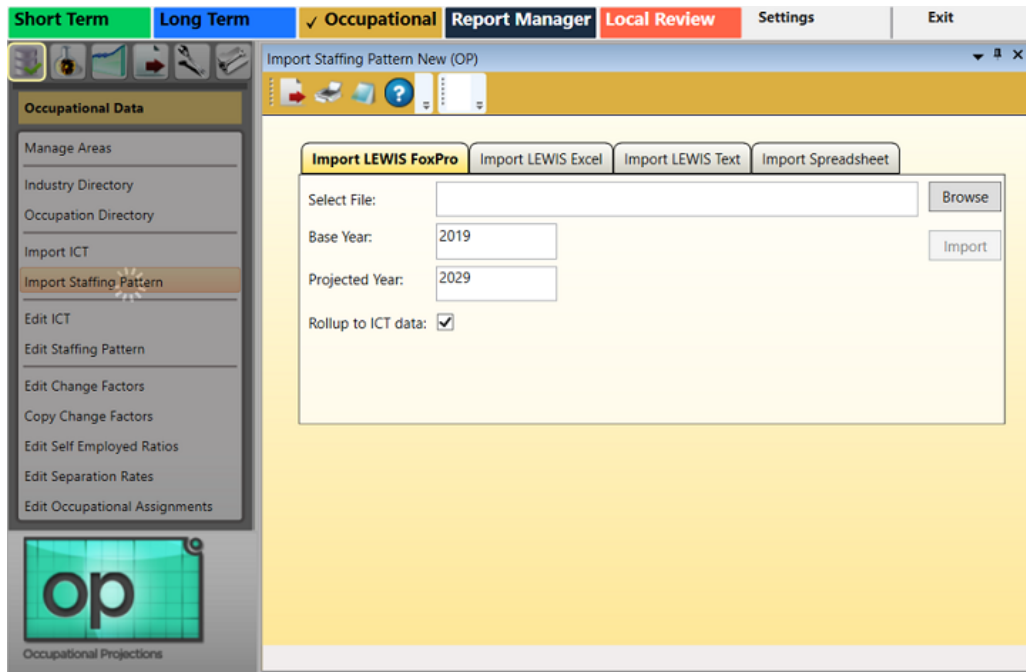 Short Term Long Term ✓ Occupational Report Manager Local Review Settings Exit
Import Staffing Pattern New (OP)
Occupational Data
Manage Areas
Industry Directory
Occupation Directory
Import ICT
Import Staffing Pattern
Edit ICT
Edit Staffing Pattern
Edit Change Factors
Copy Change Factors
Edit Self Employed Ratios
Edit Separation Rates
Edit Occupational Assignments
op
Occupational Projections
?
Import LEWIS FoxPro Import LEWIS Excel Import LEWIS Text Import Spreadsheet
Select File: Browse
Base Year: 2019 Import
Projected Year: 2029
Rollup to ICT data: